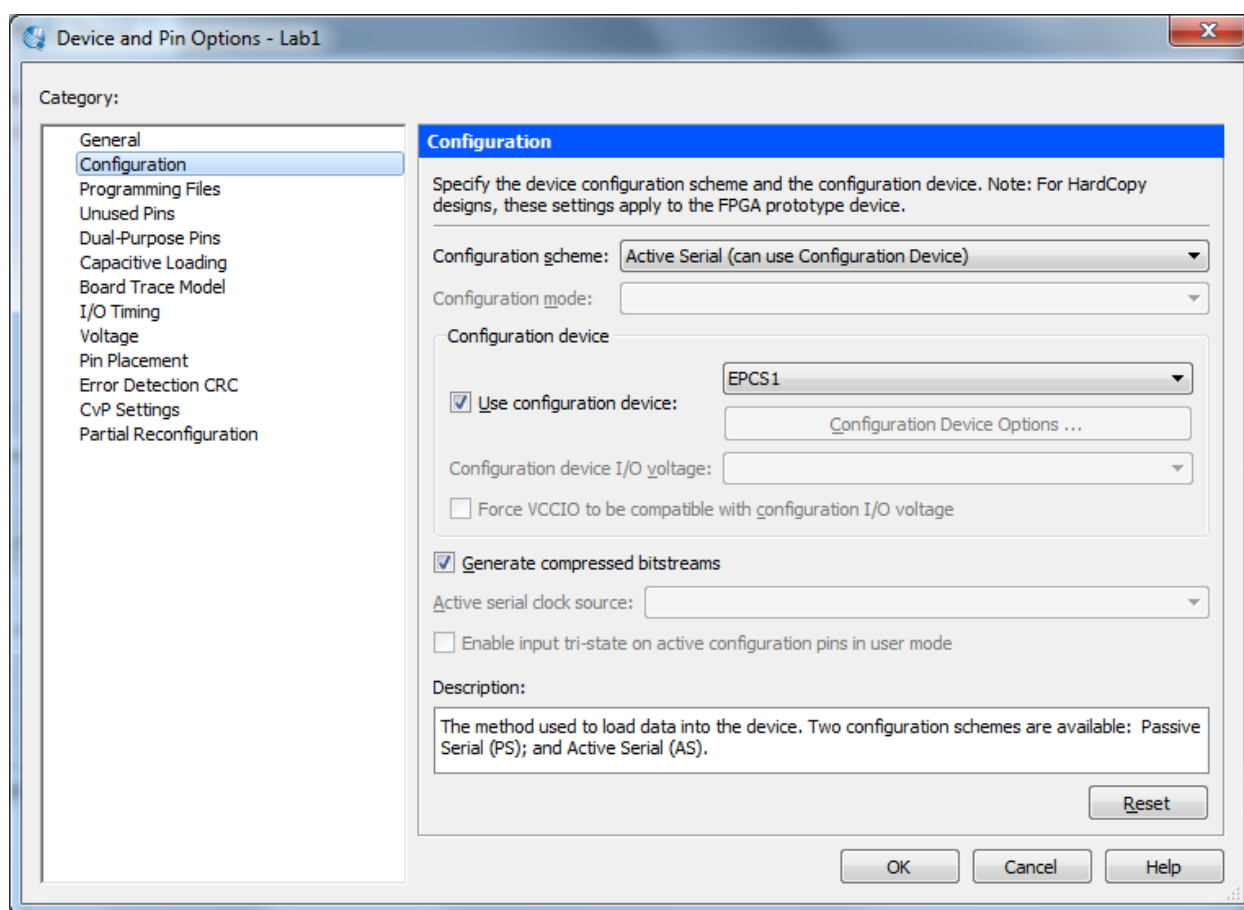 Device and Pin Options - Lab1
Category:
General
Configuration
Programming Files
Unused Pins
Dual-Purpose Pins
Capacitive Loading
Board Trace Model
I/O Timing
Voltage
Pin Placement
Error Detection CRC
CvP Settings
Partial Reconfiguration
Configuration
Specify the device configuration scheme and the configuration device. Note: For HardCopy
designs, these settings apply to the FPGA prototype device.
Configuration scheme: Active Serial (can use Configuration Device)
Configuration mode:
Configuration device
EPCS1
Use configuration device:
Configuration Device Options ...
Configuration device I/O voltage:
Force VCCIO to be compatible with configuration I/O voltage
Generate compressed bitstreams
Active serial clock source:
Enable input tri-state on active configuration pins in user mode
Description:
The method used to load data into the device. Two configuration schemes are available:  Passive
Serial (PS); and Active Serial (AS).
Reset
OK Cancel Help